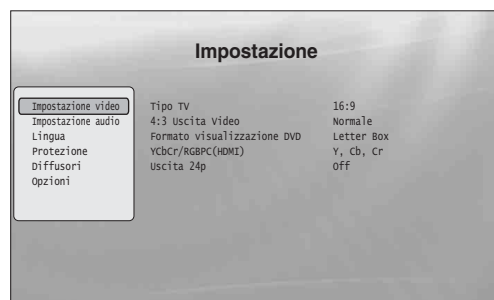 Impostazione
Impostazione video Tipo TV 16:9
Impostazione audio 4:3 Uscita Video Normale
Lingua Formato visualizzazione DVD Letter Box
Protezione YCbCr/RGBPC(HDMI) Y, Cb, Cr
Diffusori Uscita 24p Off
Opzioni